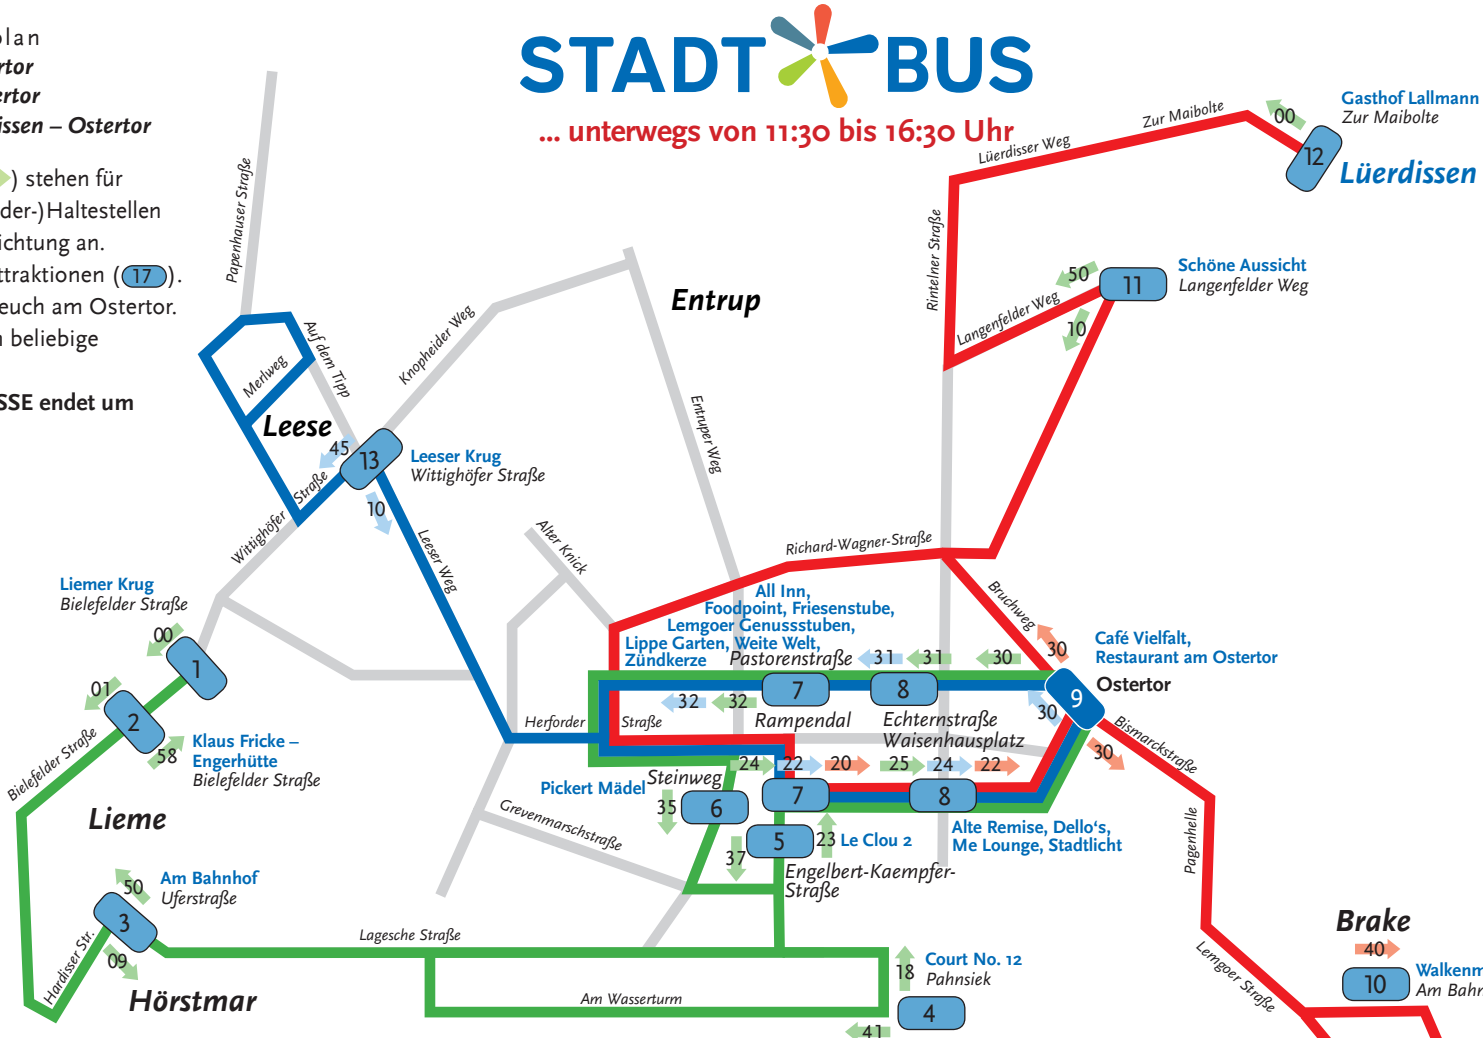 STADT BUS
... unterwegs von 11:30 bis 16:30 Uhr
plan
rtor
ertor
issen – Ostertor
) stehen für
der-)Haltestellen
ichtung an.
ttraktionen (17).
euch am Ostertor.
n beliebige
SSE endet um
Papenhauser Straße
Merlweg
Auf dem Tipp
Knopheider Weg
Entrup
Entruper Weg
Leese
45
13
10
Leeser Krug
Wittighöfer Straße
Wittighöfer
Straße
Leeser Weg
Alter Knick
Gasthof Lallmann
Zur Maibolte
00
12
Lüerdissen
Zur Maibolte
Lüerdisser Weg
Rintelner Straße
Schöne Aussicht
Langenfelder Weg
50
11
10
Langenfelder Weg
Richard-Wagner-Straße
Bruchweg
Liemer Krug
Bielefelder Straße
00
1
01
2
58
Klaus Fricke –
Engerhütte
Bielefelder Straße
Bielefelder Straße
Lieme
All Inn,
Foodpoint, Friesenstube,
Lemgoer Genussstuben,
Lippe Garten, Weite Welt,
Zündkerze
Pastorenstraße
31
31
30
30
Café Vielfalt,
Restaurant am Ostertor
Ostertor
9
30
30
Bismarckstraße
7
8
32
32
Rampendal
Echternstraße
Waisenhausplatz
Herforder
Straße
24
22
20
25
24
22
Steinweg
Pickert Mädel
35
6
7
8
37
5
23
Le Clou 2
Engelbert-Kaempfer-
Straße
Alte Remise, Dello's,
Me Lounge, Stadtlicht
Grevenmarschstraße
Am Bahnhof
Uferstraße
50
3
09
Hardisser Str.
Hörstmar
Lagesche Straße
Am Wasserturm
18
Court No. 12
Pahnsiek
4
41
Pagenhelle
Lemgoer Straße
Brake
40
10
Walkenm
Am Bahn